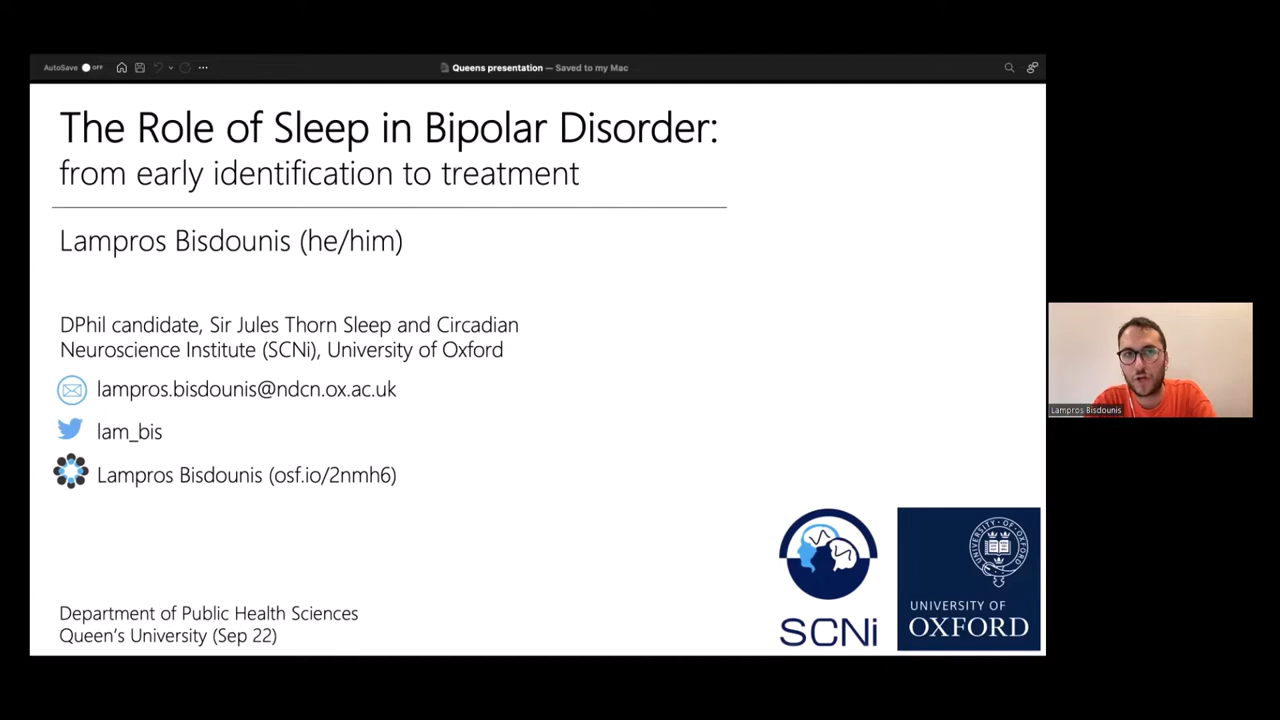 AutoSave OFF
Queens presentation — Saved to my Mac
The Role of Sleep in Bipolar Disorder:
from early identification to treatment
Lampros Bisdounis (he/him)
DPhil candidate, Sir Jules Thorn Sleep and Circadian
Neuroscience Institute (SCNi), University of Oxford
lampros.bisdounis@ndcn.ox.ac.uk
lam_bis
Lampros Bisdounis (osf.io/2nmh6)
Department of Public Health Sciences
Queen's University (Sep 22)
SCNi
UNIVERSITY OF
OXFORD
Lampros Bisdounis